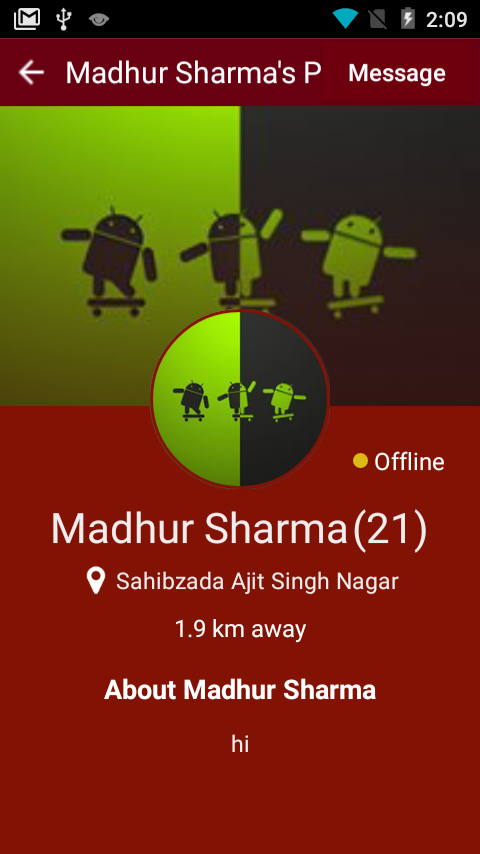 2:09
Madhur Sharma's P
Message
Offline
Madhur Sharma(21)
Sahibzada Ajit Singh Nagar
1.9 km away
About Madhur Sharma
hi